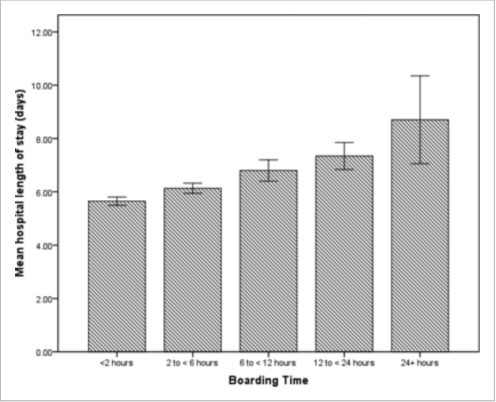 Mean hospital length of stay (days)
12.00
10.00
8.00
6.00
4.00
2.00
0.00
<2 hours
2 to < 6 hours
6 to < 12 hours
12 to < 24 hours
24+ hours
Boarding Time